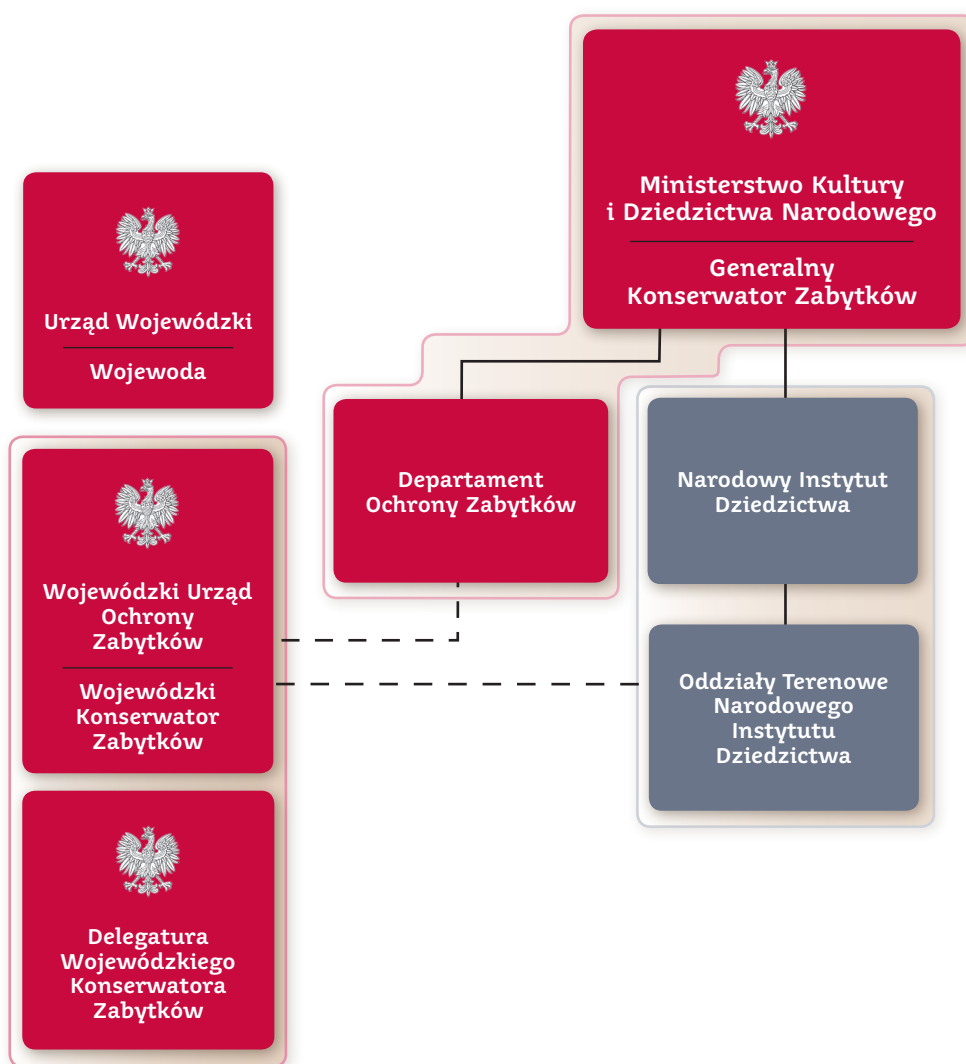 Ministerstwo Kultury
i Dziedzictwa Narodowego
Generalny
Konserwator Zabytków
Urząd Wojewódzki
Wojewoda
Departament
Ochrony Zabytków
Narodowy Instytut
Dziedzictwa
Wojewódzki Urząd
Ochrony
Zabytków
Wojewódzki
Konserwator
Zabytków
Oddziały Terenowe
Narodowego
Instytutu
Dziedzictwa
Delegatura
Wojewódzkiego
Konserwatora
Zabytków